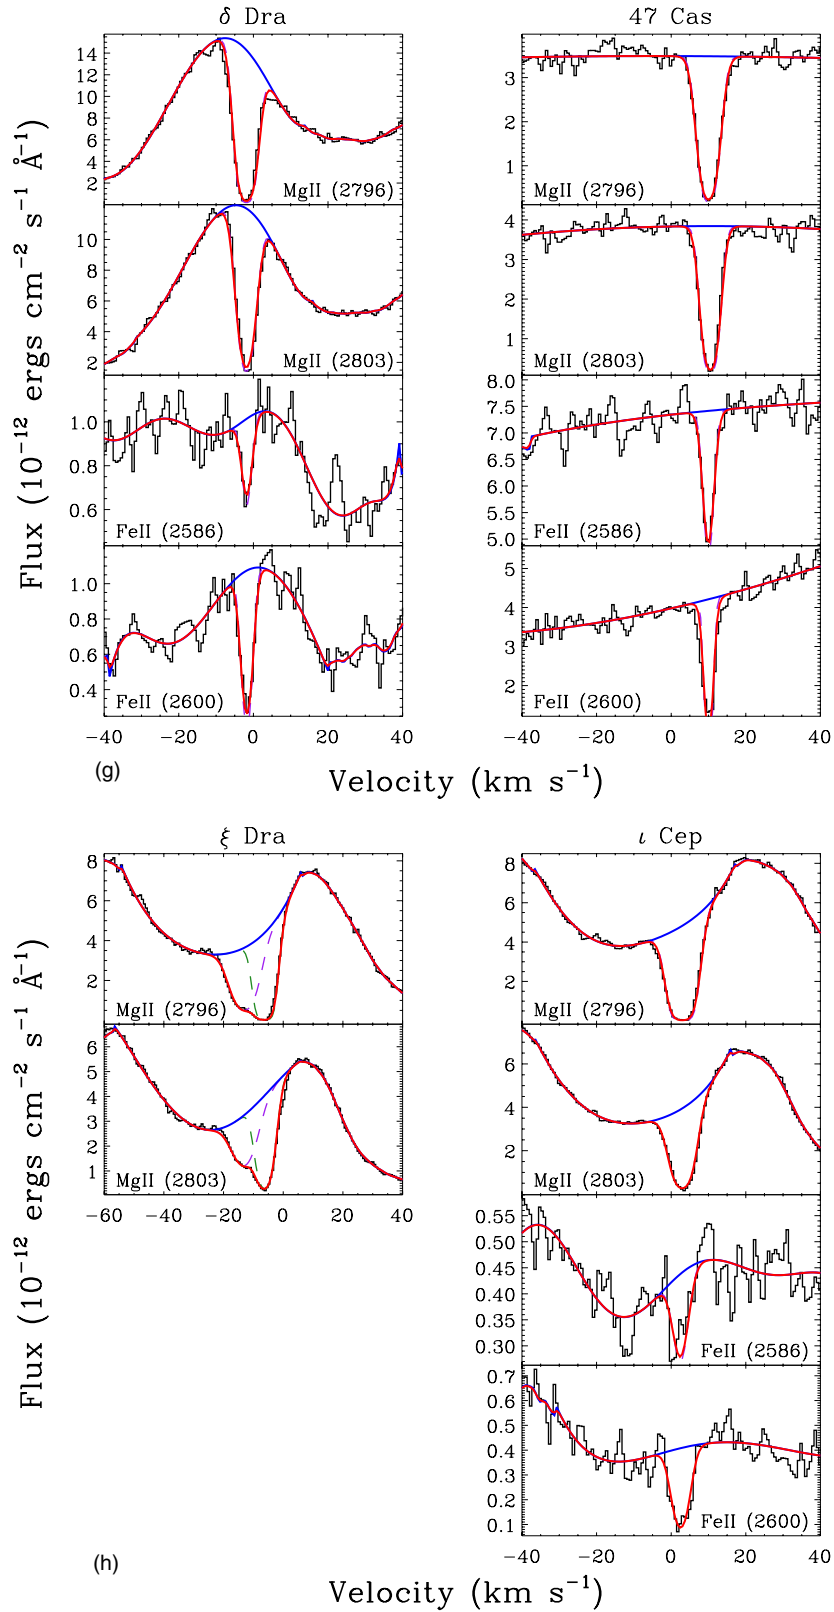 δ Dra
47 Cas
14
12
10
8
6
4
2
MgII (2796)
3
2
1
MgII (2796)
10
8
6
4
2
MgII (2803)
4
3
2
1
MgII (2803)
1.0
0.8
0.6
FeII (2586)
8.0
7.5
7.0
6.5
6.0
5.5
5.0
FeII (2586)
1.0
0.8
0.6
0.4
FeII (2600)
5
4
3
2
FeII (2600)
−40 −20 0 20 40
−40 −20 0 20 40
Flux (10−12 ergs cm−2 s−1 Å−1)
(g)
Velocity (km s−1)
ξ Dra
ι Cep
8
6
4
2
MgII (2796)
8
6
4
2
MgII (2796)
6
5
4
3
2
1
MgII (2803)
6
4
2
MgII (2803)
−60 −40 −20 0 20 40
0.55
0.50
0.45
0.40
0.35
0.30
FeII (2586)
0.7
0.6
0.5
0.4
0.3
0.2
0.1
FeII (2600)
−40 −20 0 20 40
Flux (10−12 ergs cm−2 s−1 Å−1)
(h)
Velocity (km s−1)